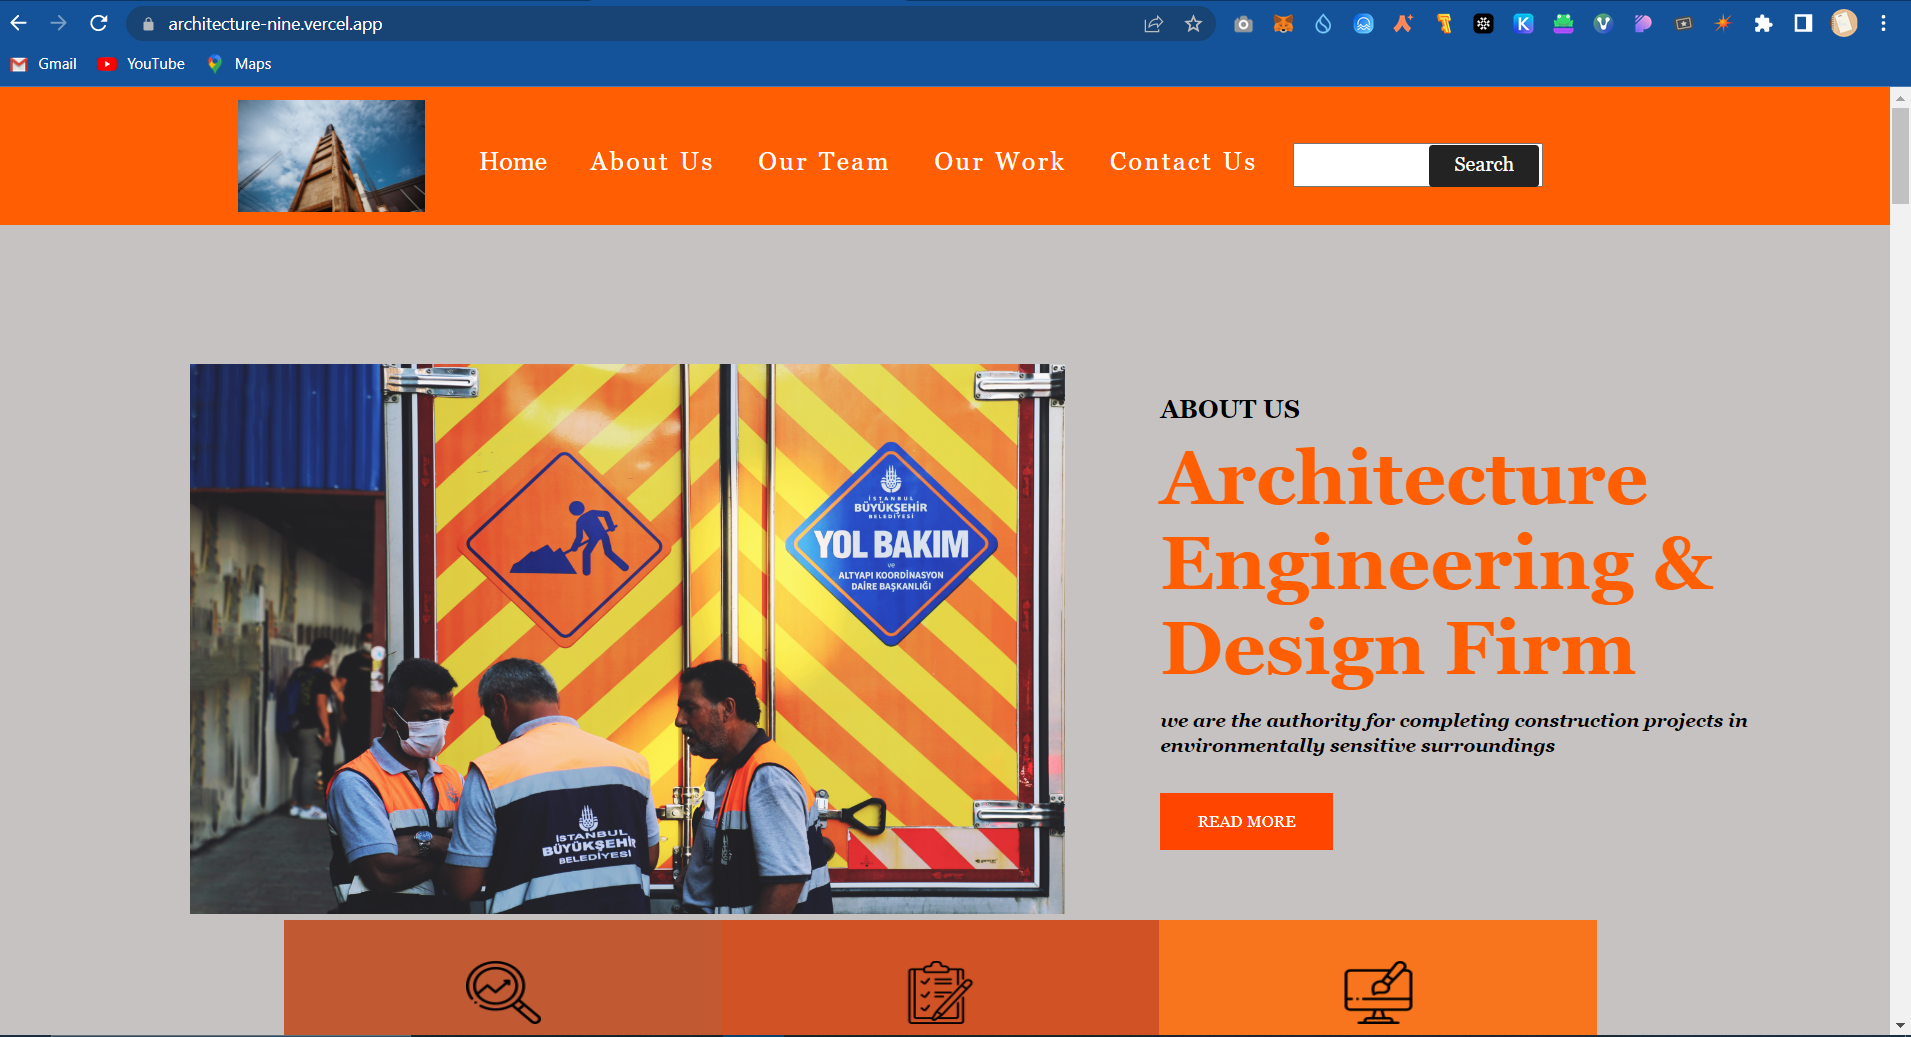 architecture-nine.vercel.app
Gmail YouTube Maps
Home About Us Our Team Our Work Contact Us Search
İSTANBUL
BÜYÜKŞEHİR
BELEDİYESİ
YOL BAKIM
ve
ALTYAPI KOORDİNASYON
DAİRE BAŞKANLIĞI
İSTANBUL
BÜYÜKŞEHİR
BELEDİYESİ
ABOUT US
Architecture
Engineering &
Design Firm
we are the authority for completing construction projects in
environmentally sensitive surroundings
READ MORE